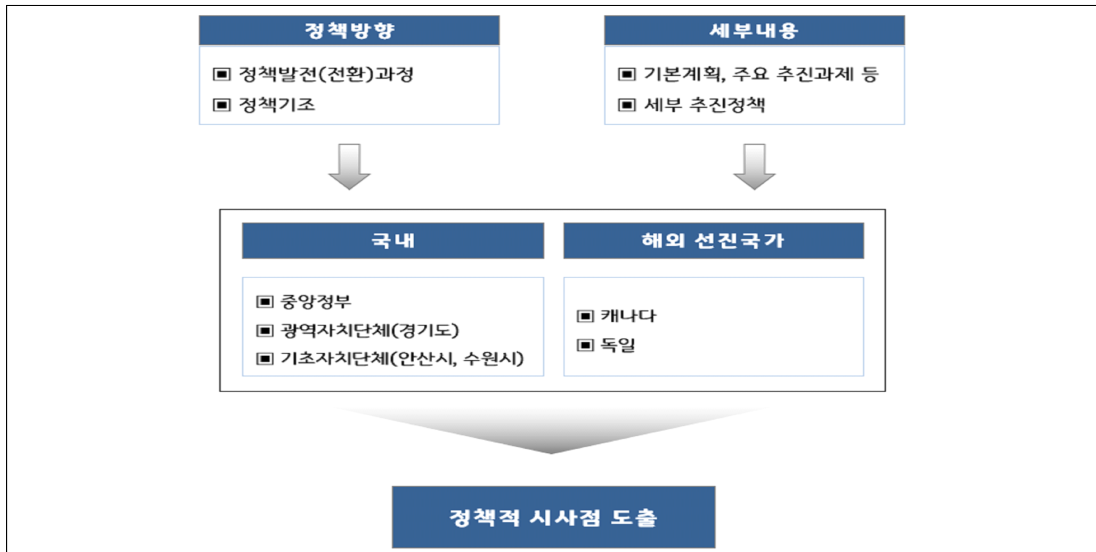 정책방향
▣ 정책발전(전환)과정
▣ 정책기조
세부내용
▣ 기본계획, 주요 추진과제 등
▣ 세부 추진정책
국내
▣ 중앙정부
▣ 광역자치단체(경기도)
▣ 기초자치단체(안산시, 수원시)
해외 선진국가
▣ 캐나다
▣ 독일
정책적 시사점 도출